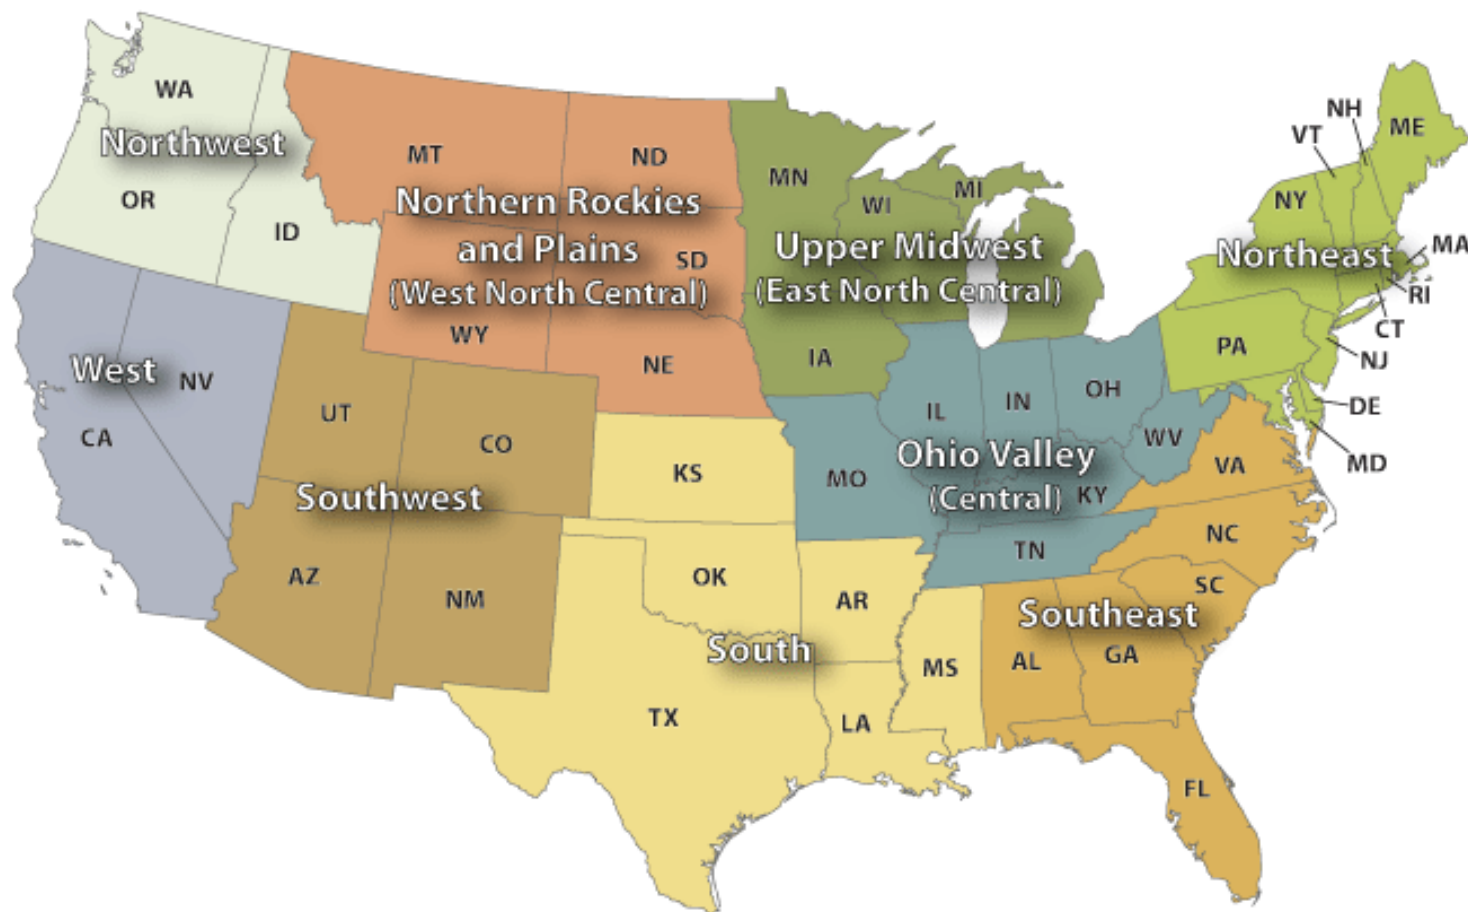 WA
Northwest
OR
ID
MT
ND
Northern Rockies
and Plains
(West North Central)
SD
WY
NE
MN
WI
MI
Upper Midwest
(East North Central)
IA
NH
VT
ME
NY
Northeast
MA
RI
CT
NJ
PA
DE
MD
West
NV
CA
UT
CO
Southwest
AZ
NM
KS
OK
AR
South
TX
LA
MS
IL
IN
OH
WV
Ohio Valley
(Central)
MO
KY
TN
VA
NC
SC
Southeast
AL
GA
FL